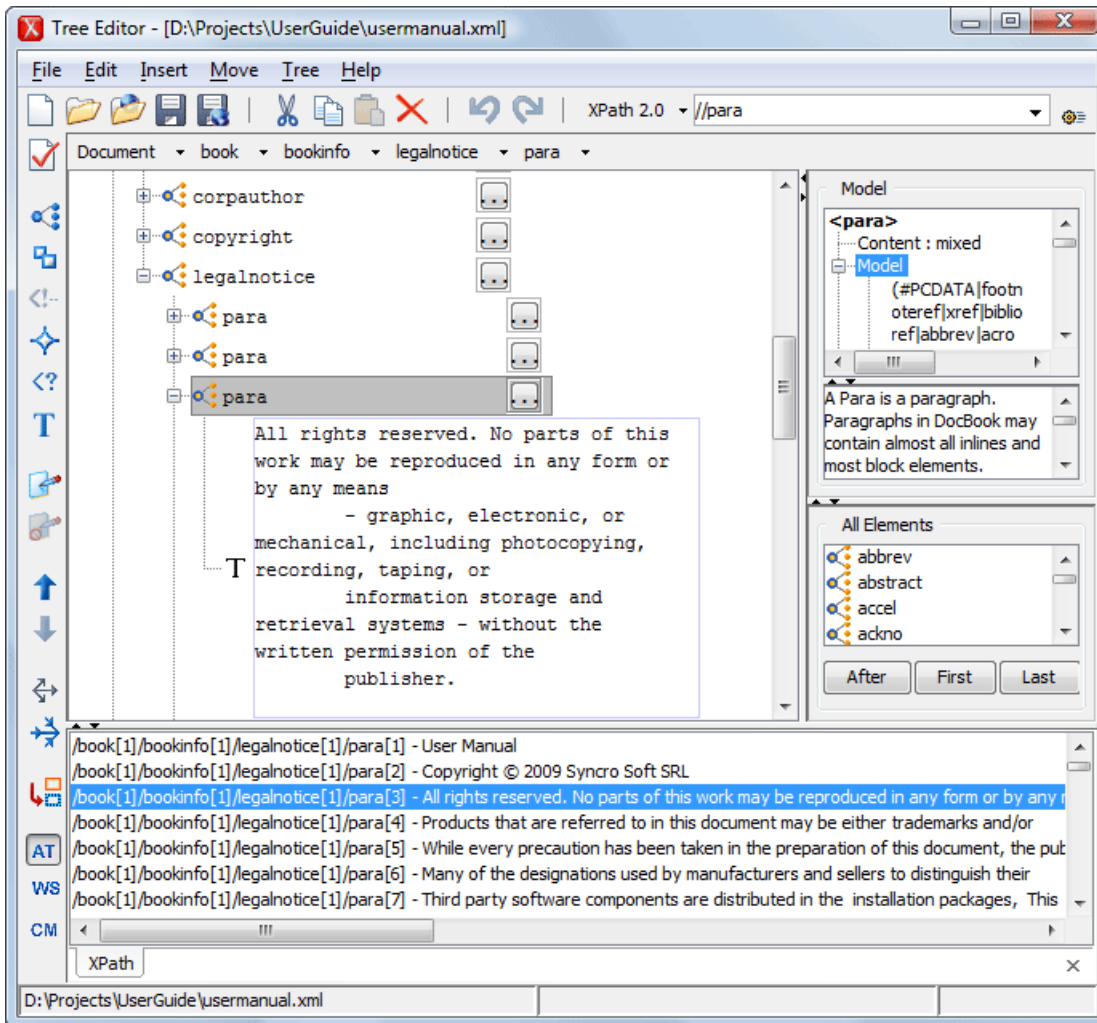 Tree Editor - [D:\Projects\UserGuide\usermanual.xml]
File Edit Insert Move Tree Help
XPath 2.0 //para
Document book bookinfo legalnotice para
corpauthor ...
copyright ...
legalnotice ...
para ...
para ...
para ...
All rights reserved. No parts of this
work may be reproduced in any form or
by any means
- graphic, electronic, or
mechanical, including photocopying,
T recording, taping, or
information storage and
retrieval systems - without the
written permission of the
publisher.
Model
<para>
Content : mixed
Model
(#PCDATA|footn
oteref|xref|biblio
ref|abbrev|acro
A Para is a paragraph.
Paragraphs in DocBook may
contain almost all inlines and
most block elements.
All Elements
abbrev
abstract
accel
ackno
After First Last
<!--
<?
T
AT
WS
CM
/book[1]/bookinfo[1]/legalnotice[1]/para[1] - User Manual
/book[1]/bookinfo[1]/legalnotice[1]/para[2] - Copyright © 2009 Syncro Soft SRL
/book[1]/bookinfo[1]/legalnotice[1]/para[3] - All rights reserved. No parts of this work may be reproduced in any form or by any
/book[1]/bookinfo[1]/legalnotice[1]/para[4] - Products that are referred to in this document may be either trademarks and/or
/book[1]/bookinfo[1]/legalnotice[1]/para[5] - While every precaution has been taken in the preparation of this document, the pub
/book[1]/bookinfo[1]/legalnotice[1]/para[6] - Many of the designations used by manufacturers and sellers to distinguish their
/book[1]/bookinfo[1]/legalnotice[1]/para[7] - Third party software components are distributed in the installation packages, This
XPath
D:\Projects\UserGuide\usermanual.xml